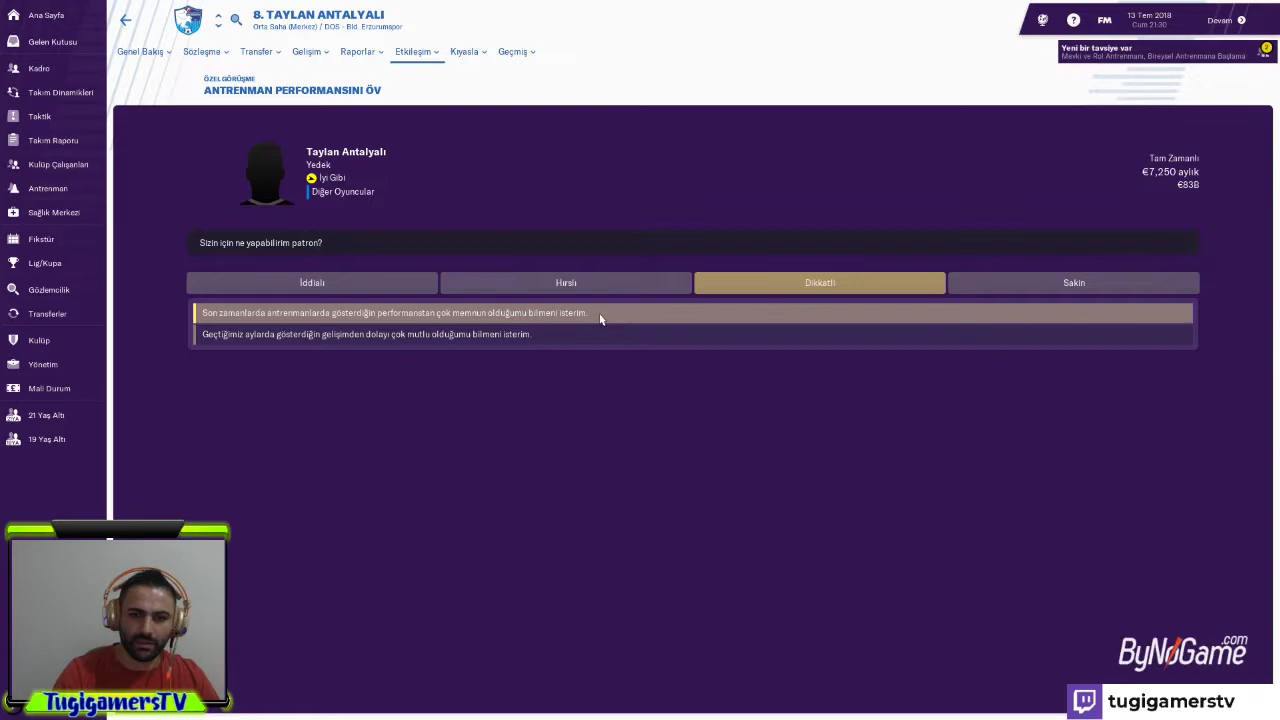 Ana Sayfa
Gelen Kutusu
Kadro
Takım Dinamikleri
Taktik
Takım Raporu
Kulüp Çalışanları
Antrenman
Sağlık Merkezi
Fikstür
Lig/Kupa
Gözlemcilik
Transferler
Kulüp
Yönetim
Mali Durum
21 Yaş Altı
19 Yaş Altı
8. TAYLAN ANTALYALI
Orta Saha (Merkez) / DOS - Bld. Erzurumspor
Genel Bakış Sözleşme Transfer Gelişim Raporlar Etkileşim Kıyasla Geçmiş
FM
13 Tem 2018
Cum 21:30
Devam
Yeni bir tavsiye var
Mevki ve Rol Antrenmanı, Bireysel Antrenmana Başlama
2
ÖZEL GÖRÜŞME
ANTRENMAN PERFORMANSINI ÖV
Taylan Antalyalı
Yedek
İyi Gibi
Diğer Oyuncular
Tam Zamanlı
€7,250 aylık
€83B
Sizin için ne yapabilirim patron?
İddialı Hırslı Dikkatli Sakin
Son zamanlarda antrenmanlarda gösterdiğin performanstan çok memnun olduğumu bilmeni isterim.
Geçtiğimiz aylarda gösterdiğin gelişimden dolayı çok mutlu olduğumu bilmeni isterim.
TugigamersTV
ByNoGame.com
tugigamerstv